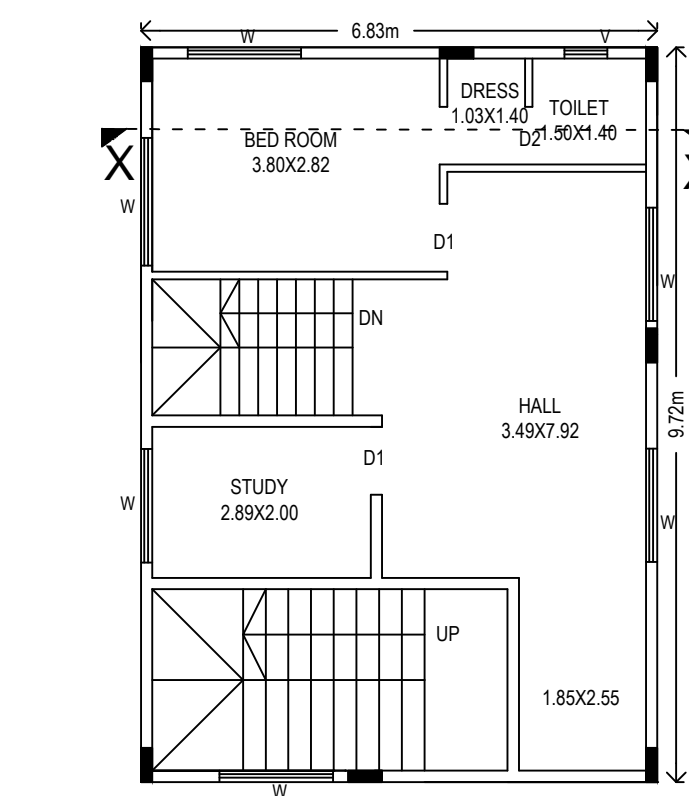 6.83m
W
V
DRESS
1.03X1.40
TOILET
1.50X1.40
D2
BED ROOM
3.80X2.82
X
W
D1
W
DN
HALL
3.49X7.92
9.72m
D1
STUDY
2.89X2.00
W
W
UP
1.85X2.55
W